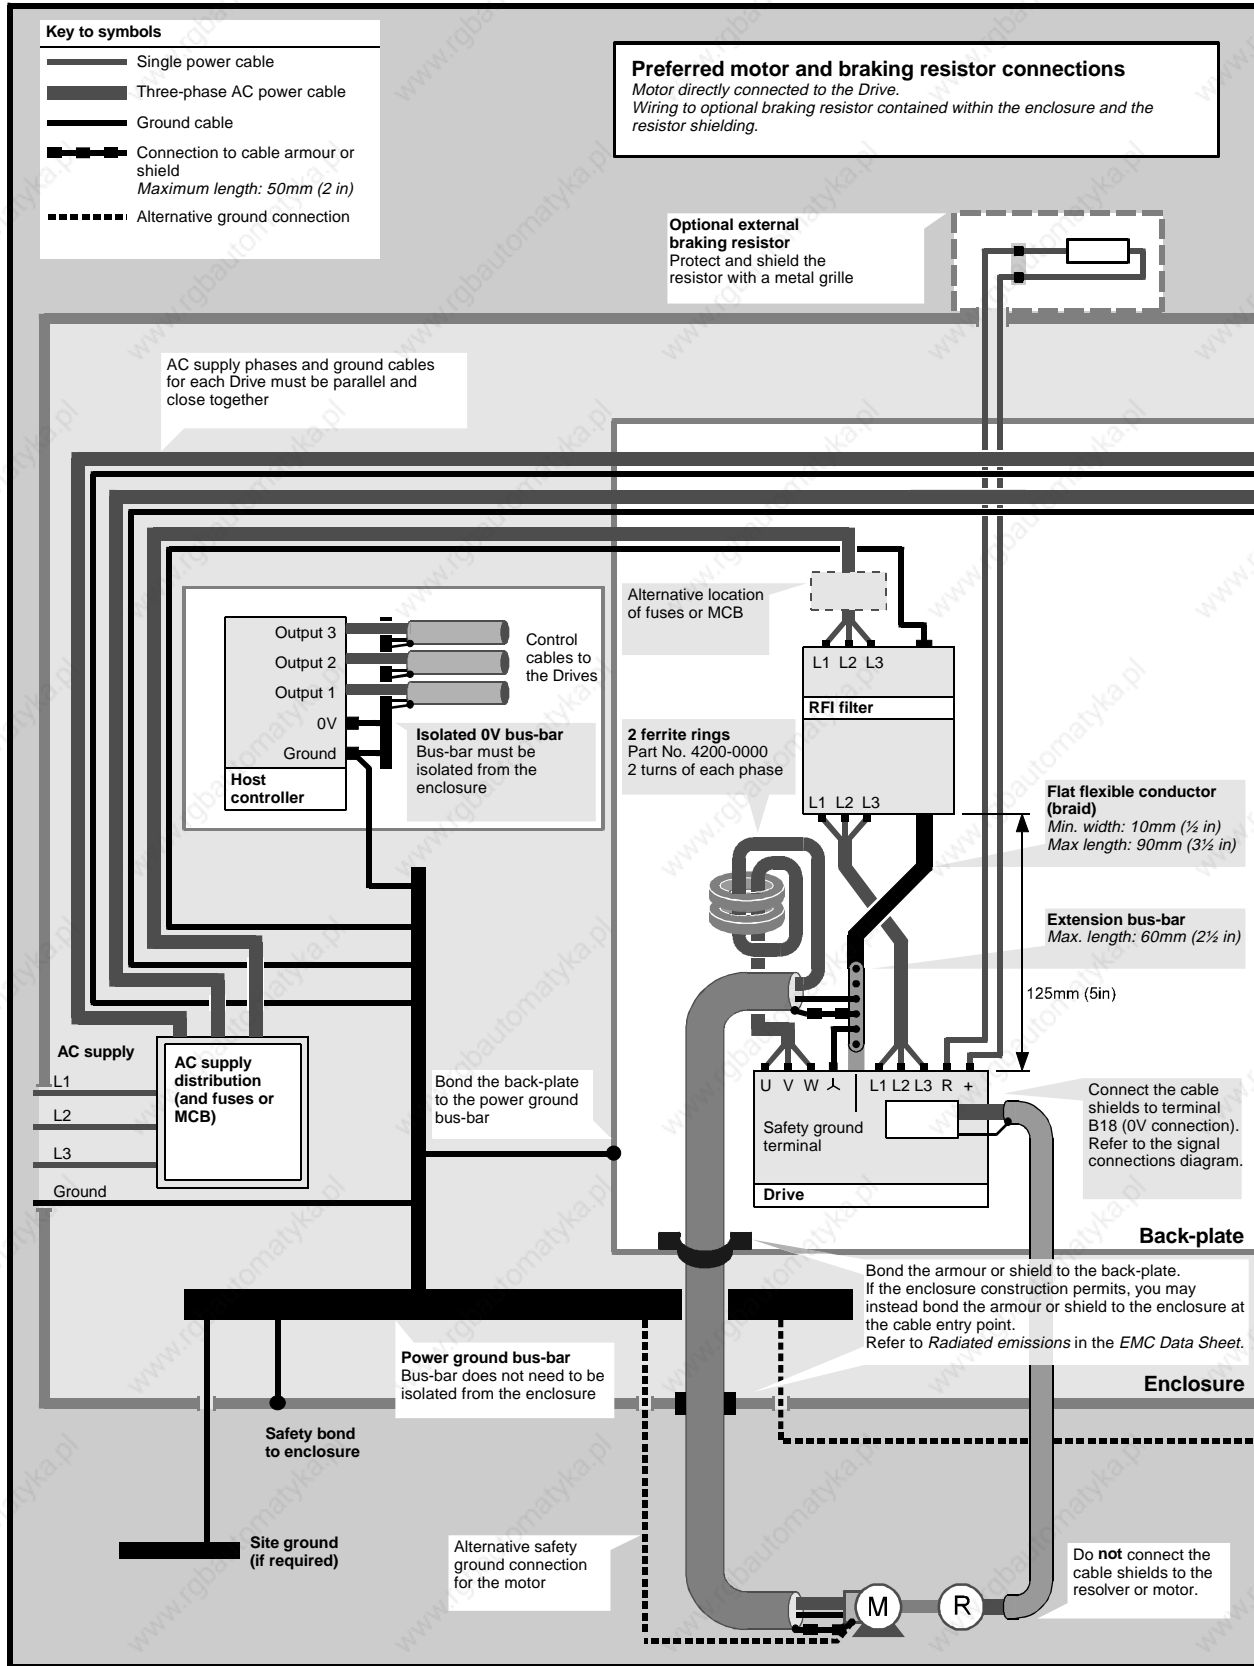 Key to symbols
Single power cable
Three-phase AC power cable
Ground cable
Connection to cable armour or
shield
Maximum length: 50mm (2 in)
Alternative ground connection
Preferred motor and braking resistor connections
Motor directly connected to the Drive.
Wiring to optional braking resistor contained within the enclosure and the
resistor shielding.
Optional external
braking resistor
Protect and shield the
resistor with a metal grille
AC supply phases and ground cables
for each Drive must be parallel and
close together
Alternative location
of fuses or MCB
Output 3
Output 2
Output 1
0V
Ground
Host
controller
Control
cables to
the Drives
Isolated 0V bus-bar
Bus-bar must be
isolated from the
enclosure
L1 L2 L3
RFI filter
L1 L2 L3
2 ferrite rings
Part No. 4200-0000
2 turns of each phase
Flat flexible conductor
(braid)
Min. width: 10mm (½ in)
Max length: 90mm (3½ in)
Extension bus-bar
Max. length: 60mm (2½ in)
125mm (5in)
AC supply
L1
L2
L3
Ground
AC supply
distribution
(and fuses or
MCB)
Bond the back-plate
to the power ground
bus-bar
U V W L1 L2 L3 R +
Safety ground
terminal
Drive
Connect the cable
shields to terminal
B18 (0V connection).
Refer to the signal
connections diagram.
Back-plate
Bond the armour or shield to the back-plate.
If the enclosure construction permits, you may
instead bond the armour or shield to the enclosure at
the cable entry point.
Refer to Radiated emissions in the EMC Data Sheet.
Power ground bus-bar
Bus-bar does not need to be
isolated from the enclosure
Enclosure
Safety bond
to enclosure
Site ground
(if required)
Alternative safety
ground connection
for the motor
M
R
Do not connect the
cable shields to the
resolver or motor.
www.rgbautomatyka.pl